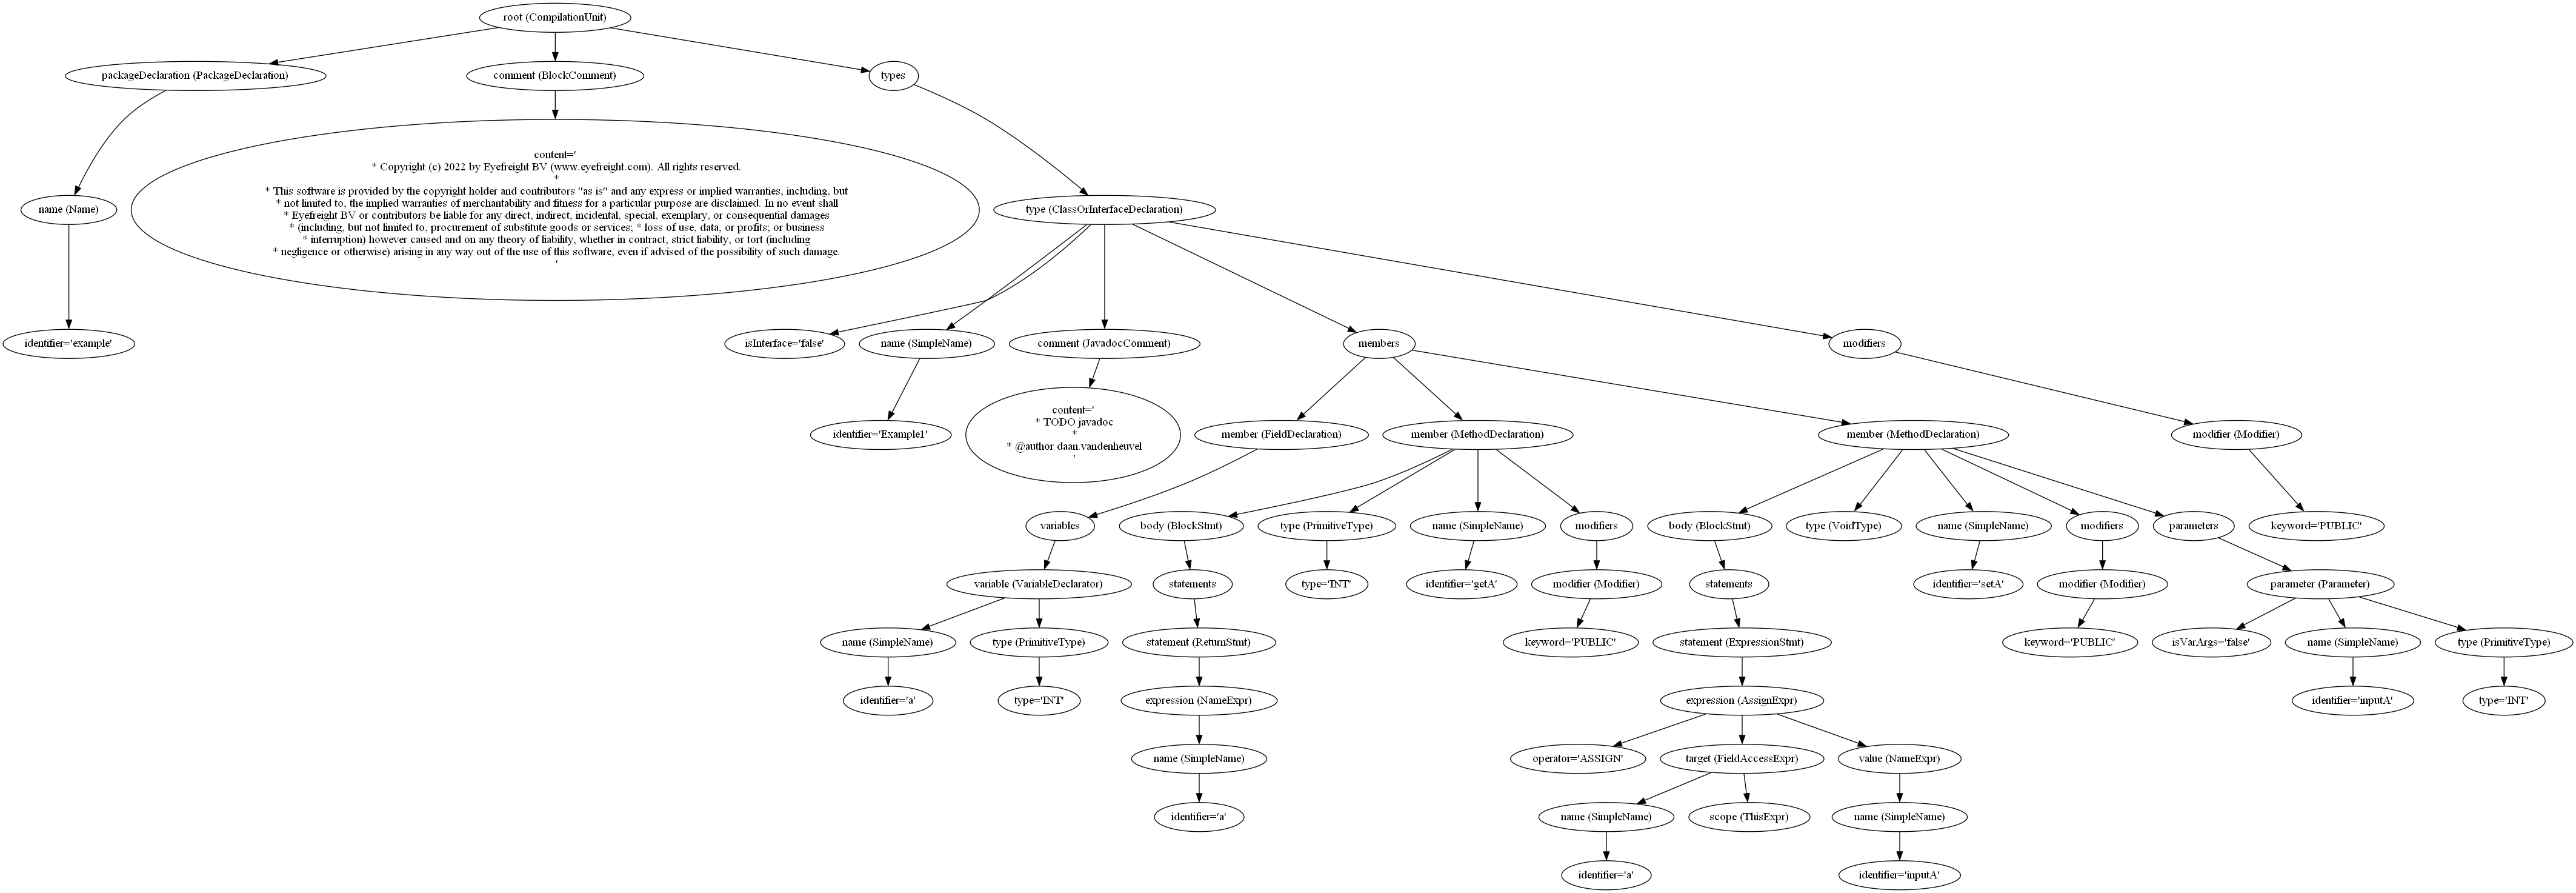 root (CompilationUnit)
packageDeclaration (PackageDeclaration)
comment (BlockComment)
types
content='
* Copyright (c) 2022 by Eyefreight BV (www.eyefreight.com). All rights reserved.
*
* This software is provided by the copyright holder and contributors "as is" and any express or implied warranties, including, but
* not limited to, the implied warranties of merchantability and fitness for a particular purpose are disclaimed. In no event shall
* Eyefreight BV or contributors be liable for any direct, indirect, incidental, special, exemplary, or consequential damages
* (including, but not limited to, procurement of substitute goods or services; * loss of use, data, or profits; or business
* interruption) however caused and on any theory of liability, whether in contract, strict liability, or tort (including
* negligence or otherwise) arising in any way out of the use of this software, even if advised of the possibility of such damage.
'
name (Name)
type (ClassOrInterfaceDeclaration)
identifier='example'
isInterface='false'
name (SimpleName)
comment (JavadocComment)
members
modifiers
identifier='Example1'
content='
* TODO javadoc
*
* @author daan.vandenheuvel
'
member (FieldDeclaration)
member (MethodDeclaration)
member (MethodDeclaration)
modifier (Modifier)
variables
body (BlockStmt)
type (PrimitiveType)
name (SimpleName)
modifiers
body (BlockStmt)
type (VoidType)
name (SimpleName)
modifiers
parameters
keyword='PUBLIC'
variable (VariableDeclarator)
statements
type='INT'
identifier='getA'
modifier (Modifier)
statements
identifier='setA'
modifier (Modifier)
parameter (Parameter)
name (SimpleName)
type (PrimitiveType)
statement (ReturnStmt)
keyword='PUBLIC'
statement (ExpressionStmt)
keyword='PUBLIC'
isVarArgs='false'
name (SimpleName)
type (PrimitiveType)
identifier='a'
type='INT'
expression (NameExpr)
expression (AssignExpr)
identifier='inputA'
type='INT'
name (SimpleName)
operator='ASSIGN'
target (FieldAccessExpr)
value (NameExpr)
identifier='a'
name (SimpleName)
scope (ThisExpr)
name (SimpleName)
identifier='a'
identifier='inputA'